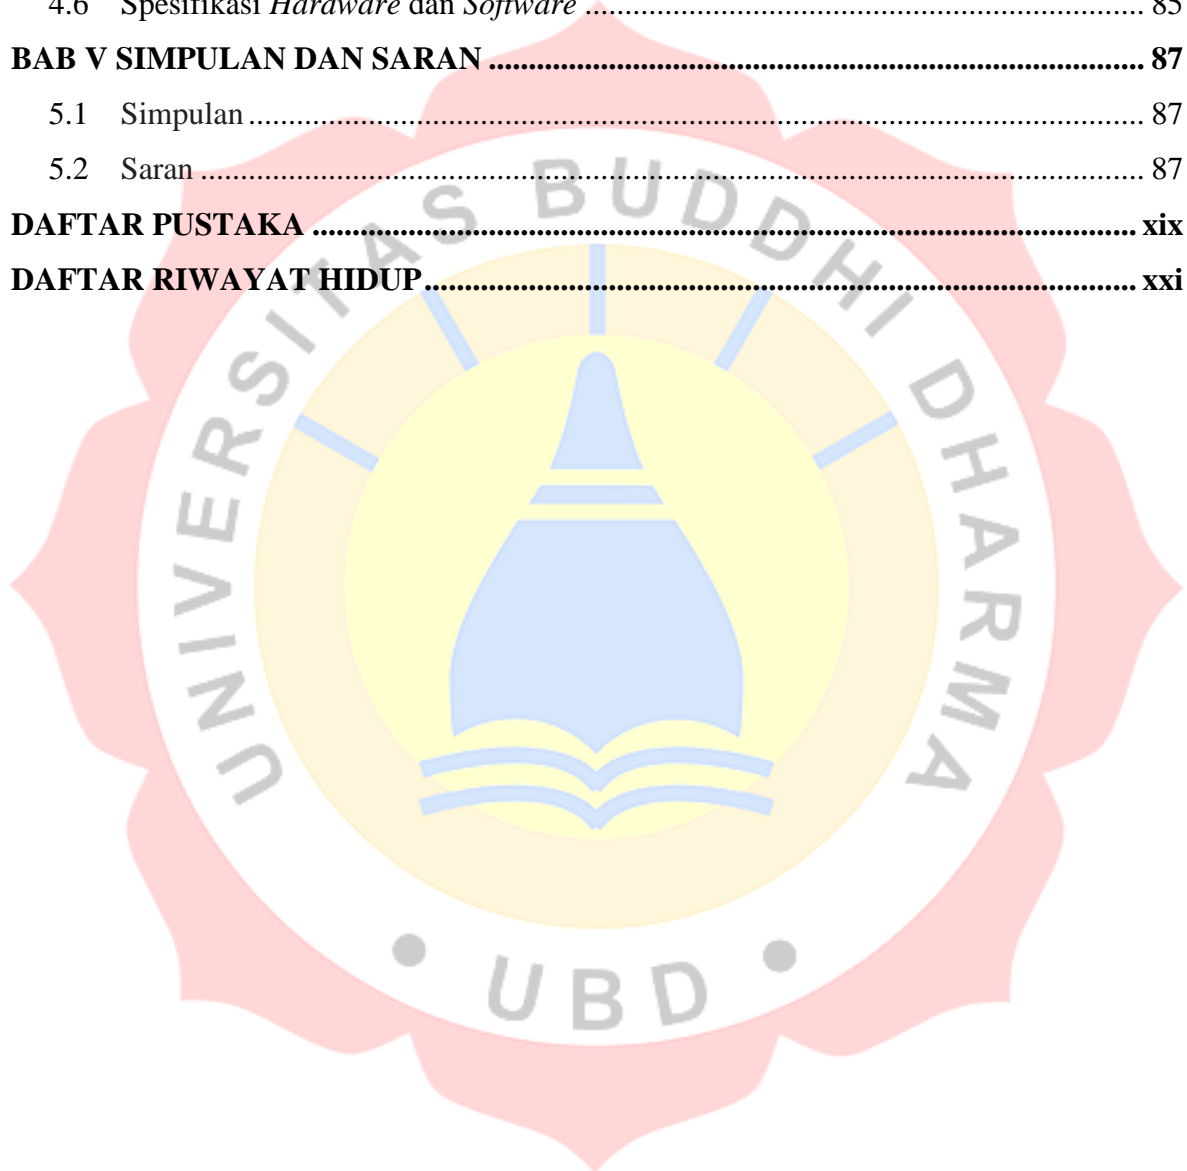 4.6 Spesifikasi Hardware dan Software ........................................................................ 85
BAB V SIMPULAN DAN SARAN ................................................................................... 87
5.1 Simpulan ................................................................................................................. 87
5.2 Saran ....................................................................................................................... 87
DAFTAR PUSTAKA ........................................................................................................ xix
DAFTAR RIWAYAT HIDUP .......................................................................................... xxi
UNIVERSITAS BUDDHI DHARMA
• UBD •